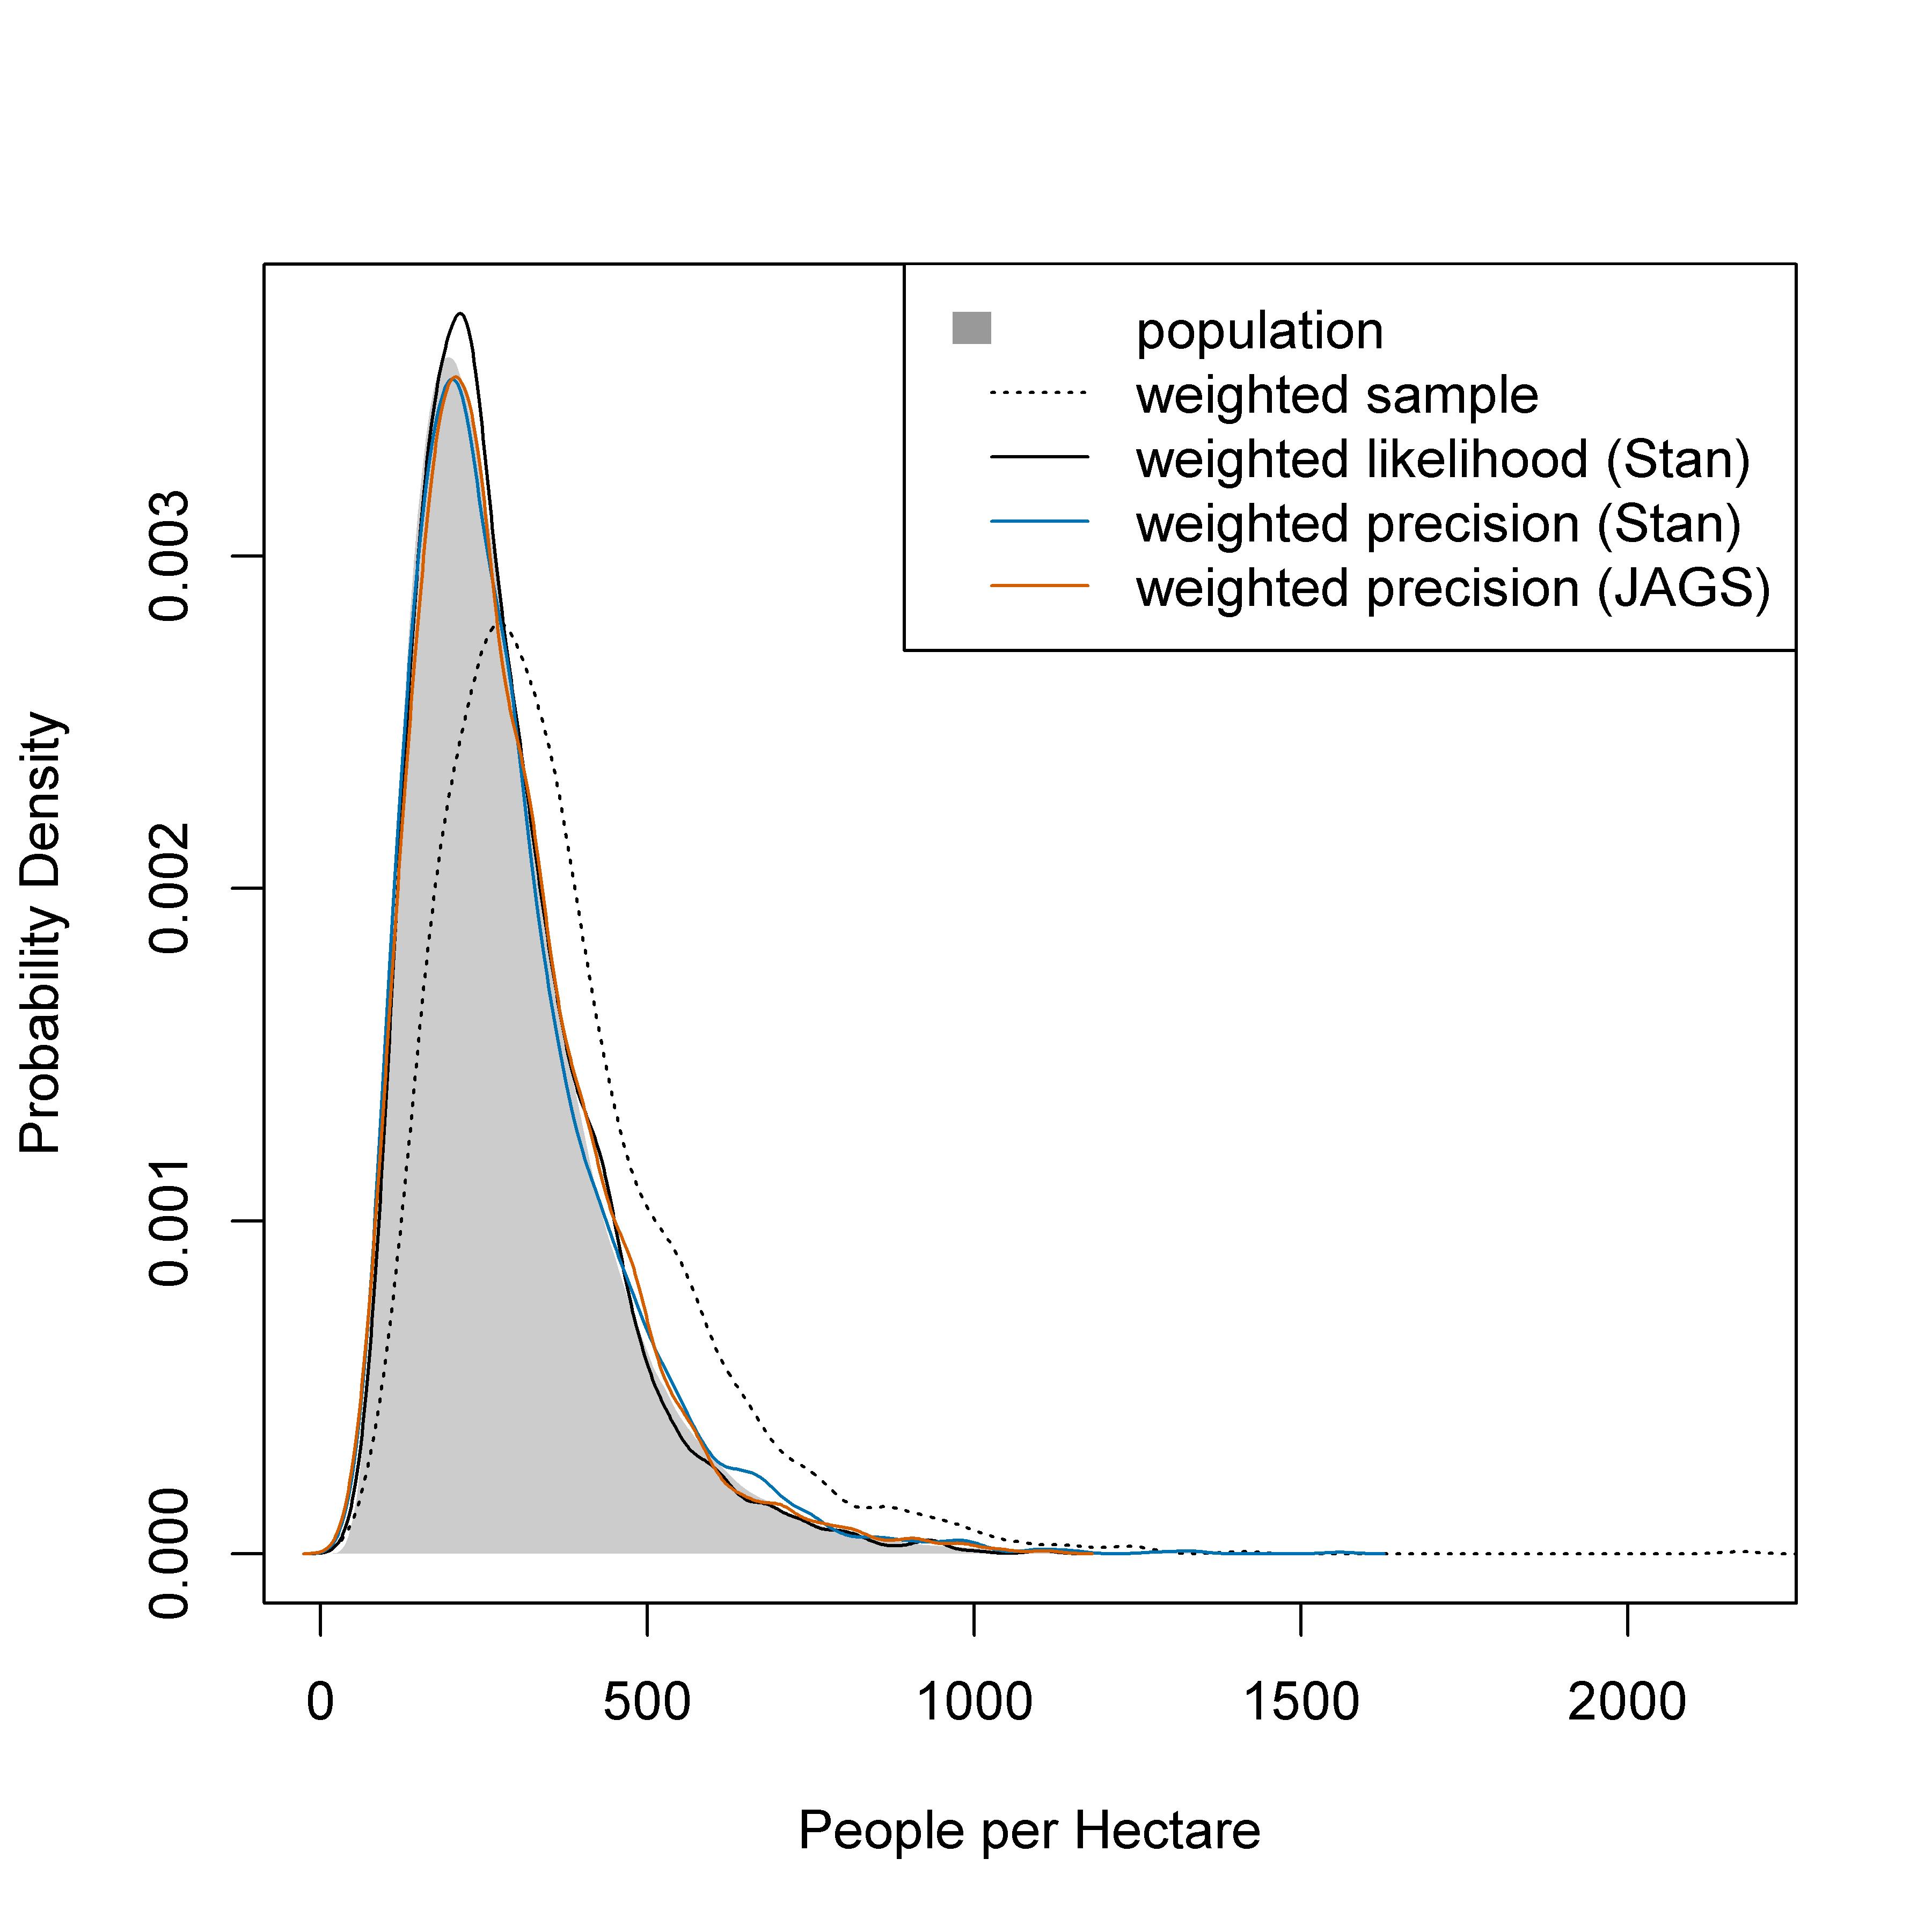 population
weighted sample
weighted likelihood (Stan)
weighted precision (Stan)
weighted precision (JAGS)
Probability Density
0.003
0.002
0.001
0.000
0 500 1000 1500 2000
People per Hectare